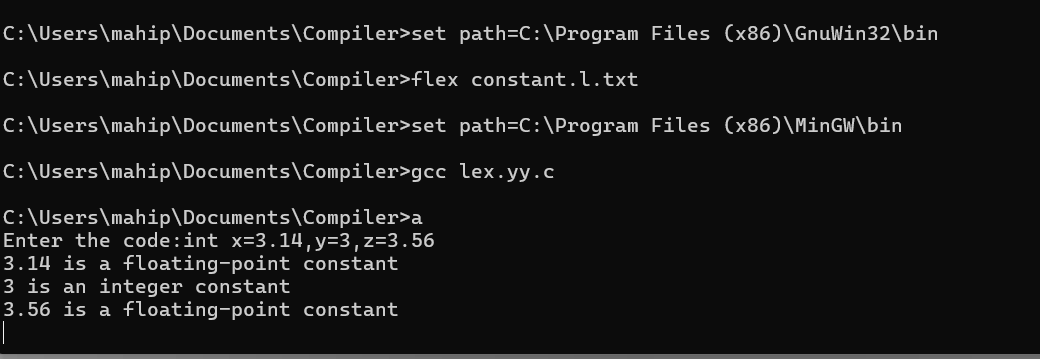 C:\Users\mahip\Documents\Compiler>set path=C:\Program Files (x86)\GnuWin32\bin
C:\Users\mahip\Documents\Compiler>flex constant.l.txt
C:\Users\mahip\Documents\Compiler>set path=C:\Program Files (x86)\MinGW\bin
C:\Users\mahip\Documents\Compiler>gcc lex.yy.c
C:\Users\mahip\Documents\Compiler>a
Enter the code:int x=3.14,y=3,z=3.56
3.14 is a floating-point constant
3 is an integer constant
3.56 is a floating-point constant